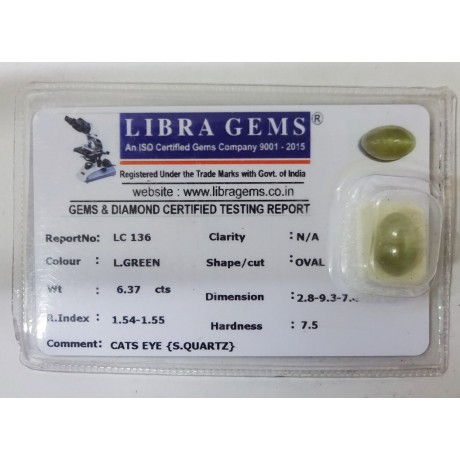 LIBRA GEMS®
An ISO Certified Gems Company 9001 - 2015
Registered Under the Trade Marks with Govt. of India
website : www.libragems.co.in
GEMS & DIAMOND CERTIFIED TESTING REPORT
ReportNo: LC 136 Clarity : N/A
Colour : L.GREEN Shape/cut : OVAL
Wt : 6.37 cts Dimension : 2.8-9.3-7.
R.Index : 1.54-1.55 Hardness : 7.5
Comment: CATS EYE {S.QUARTZ}